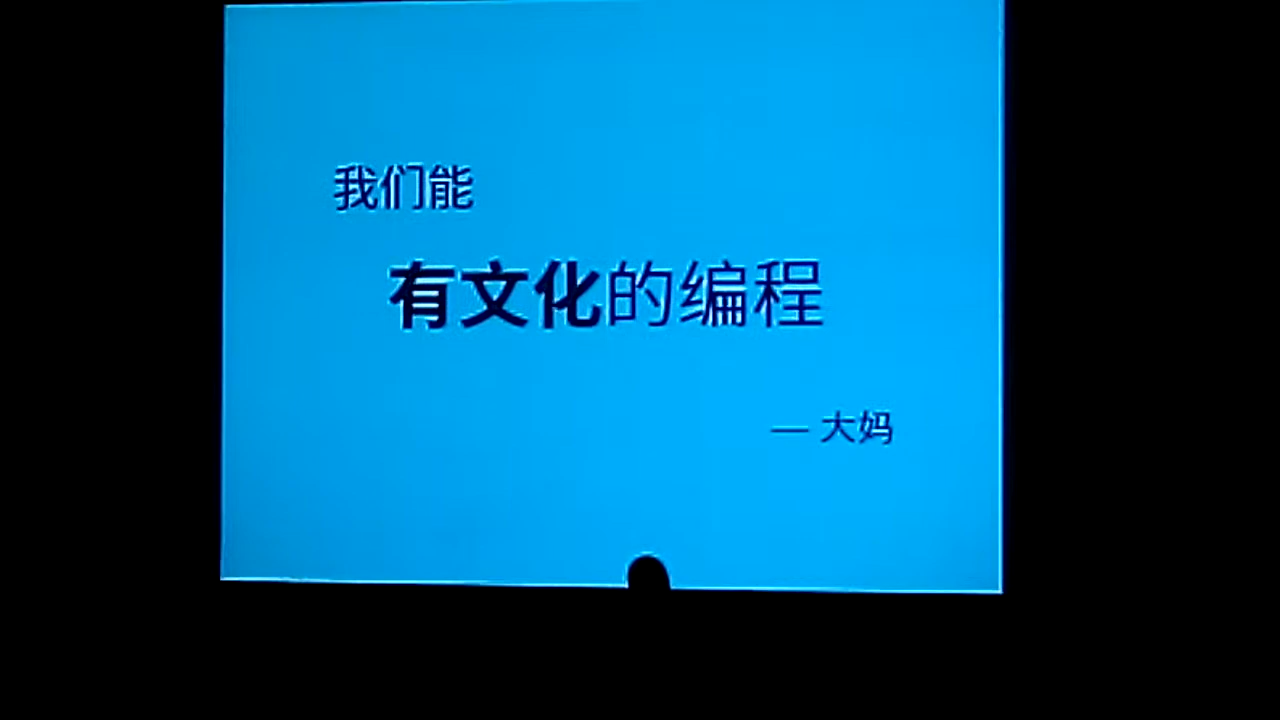 我们能
有文化的编程
— 大妈